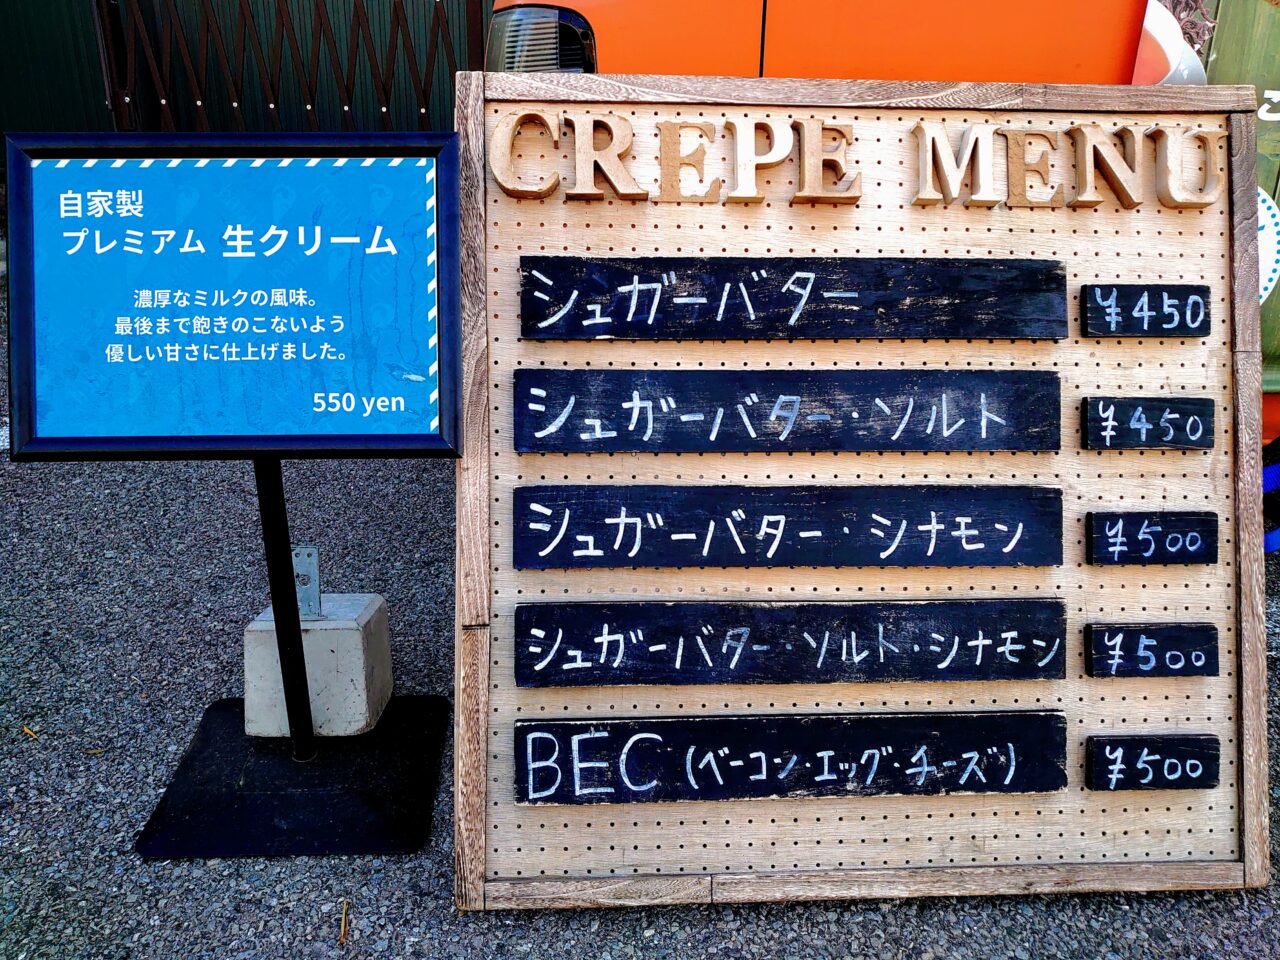 自家製
プレミアム 生クリーム
濃厚なミルクの風味。
最後まで飽きのこないよう
優しい甘さに仕上げました。
550 yen
CREPE MENU
シュガーバター ¥450
シュガーバター・ソルト ¥450
シュガーバター・シナモン ¥500
シュガーバター・ソルト・シナモン ¥500
BEC (ベーコン・エッグ・チーズ) ¥500